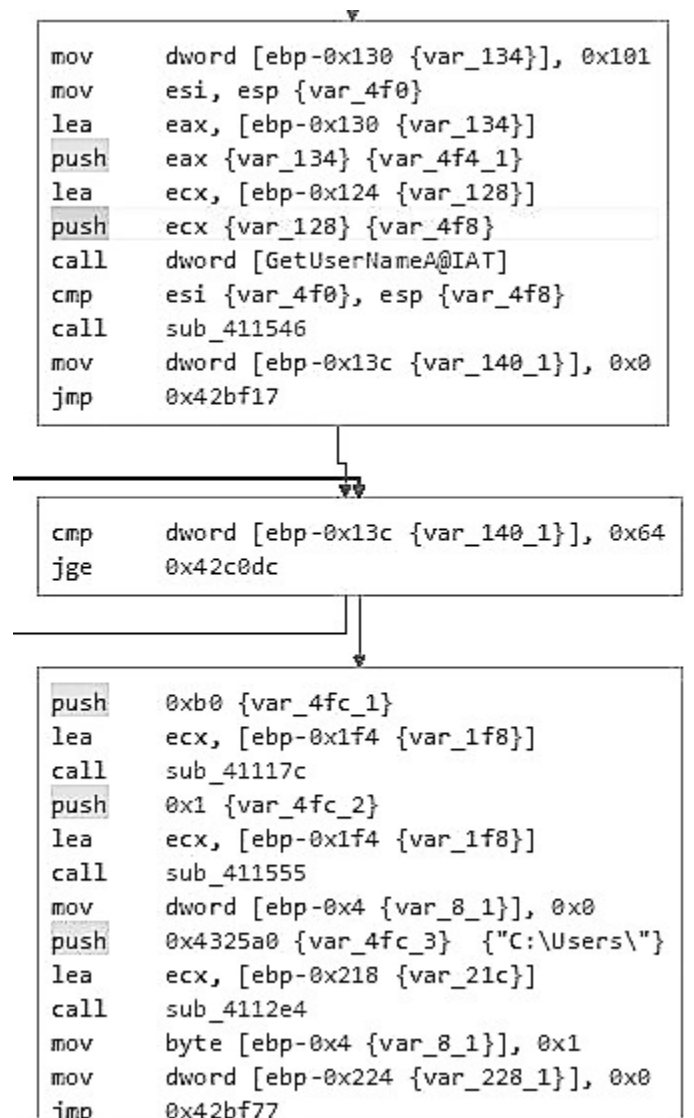 mov dword [ebp-0x130 {var_134}], 0x101
mov esi, esp {var_4f0}
lea eax, [ebp-0x130 {var_134}]
push eax {var_134} {var_4f4_1}
lea ecx, [ebp-0x124 {var_128}]
push ecx {var_128} {var_4f8}
call dword [GetUserNameA@IAT]
cmp esi {var_4f0}, esp {var_4f8}
call sub_411546
mov dword [ebp-0x13c {var_140_1}], 0x0
jmp 0x42bf17
cmp dword [ebp-0x13c {var_140_1}], 0x64
jge 0x42c0dc
push 0xb0 {var_4fc_1}
lea ecx, [ebp-0x1f4 {var_1f8}]
call sub_41117c
push 0x1 {var_4fc_2}
lea ecx, [ebp-0x1f4 {var_1f8}]
call sub_411555
mov dword [ebp-0x4 {var_8_1}], 0x0
push 0x4325a0 {var_4fc_3} {"C:\Users\"}
lea ecx, [ebp-0x218 {var_21c}]
call sub_4112e4
mov byte [ebp-0x4 {var_8_1}], 0x1
mov dword [ebp-0x224 {var_228_1}], 0x0
jmp 0x42bf77